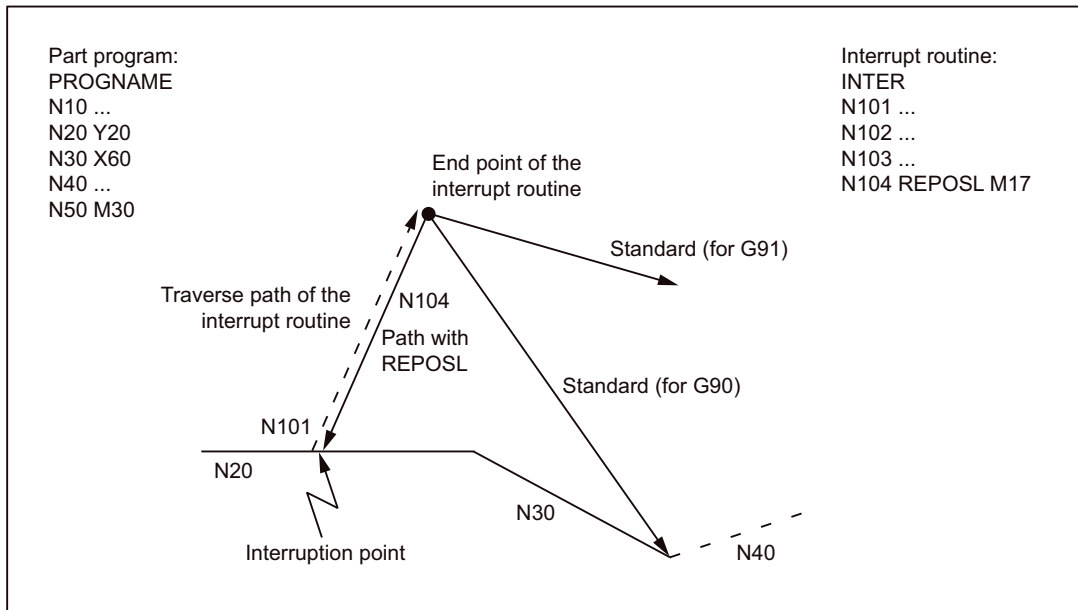 Part program:
PROGNAME
N10 ...
N20 Y20
N30 X60
N40 ...
N50 M30
Interrupt routine:
INTER
N101 ...
N102 ...
N103 ...
N104 REPOSL M17
End point of the
interrupt routine
Standard (for G91)
Traverse path of the
interrupt routine
N104
Path with
REPOSL
Standard (for G90)
N101
N20
N30
Interruption point
N40